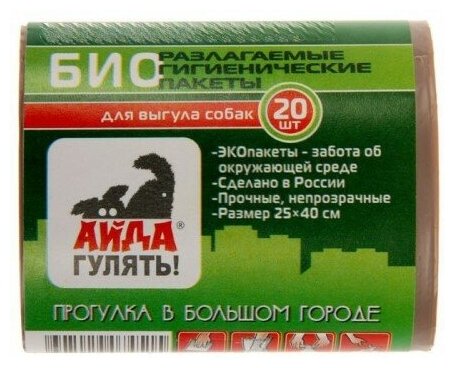 БИО РАЗЛАГАЕМЫЕ
ГИГИЕНИЧЕСКИЕ
ПАКЕТЫ
для выгула собак
20
ШТ
-ЭКОпакеты - забота об
окружающей среде
-Сделано в России
-Прочные, непрозрачные
-Размер 25×40 см
АЙДА®
ГУЛЯТЬ!
ПРОГУЛКА В БОЛЬШОМ ГОРОДЕ